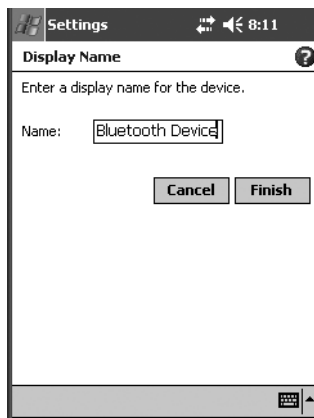 Settings 8:11
Display Name
Enter a display name for the device.
Name: Bluetooth Device
Cancel Finish